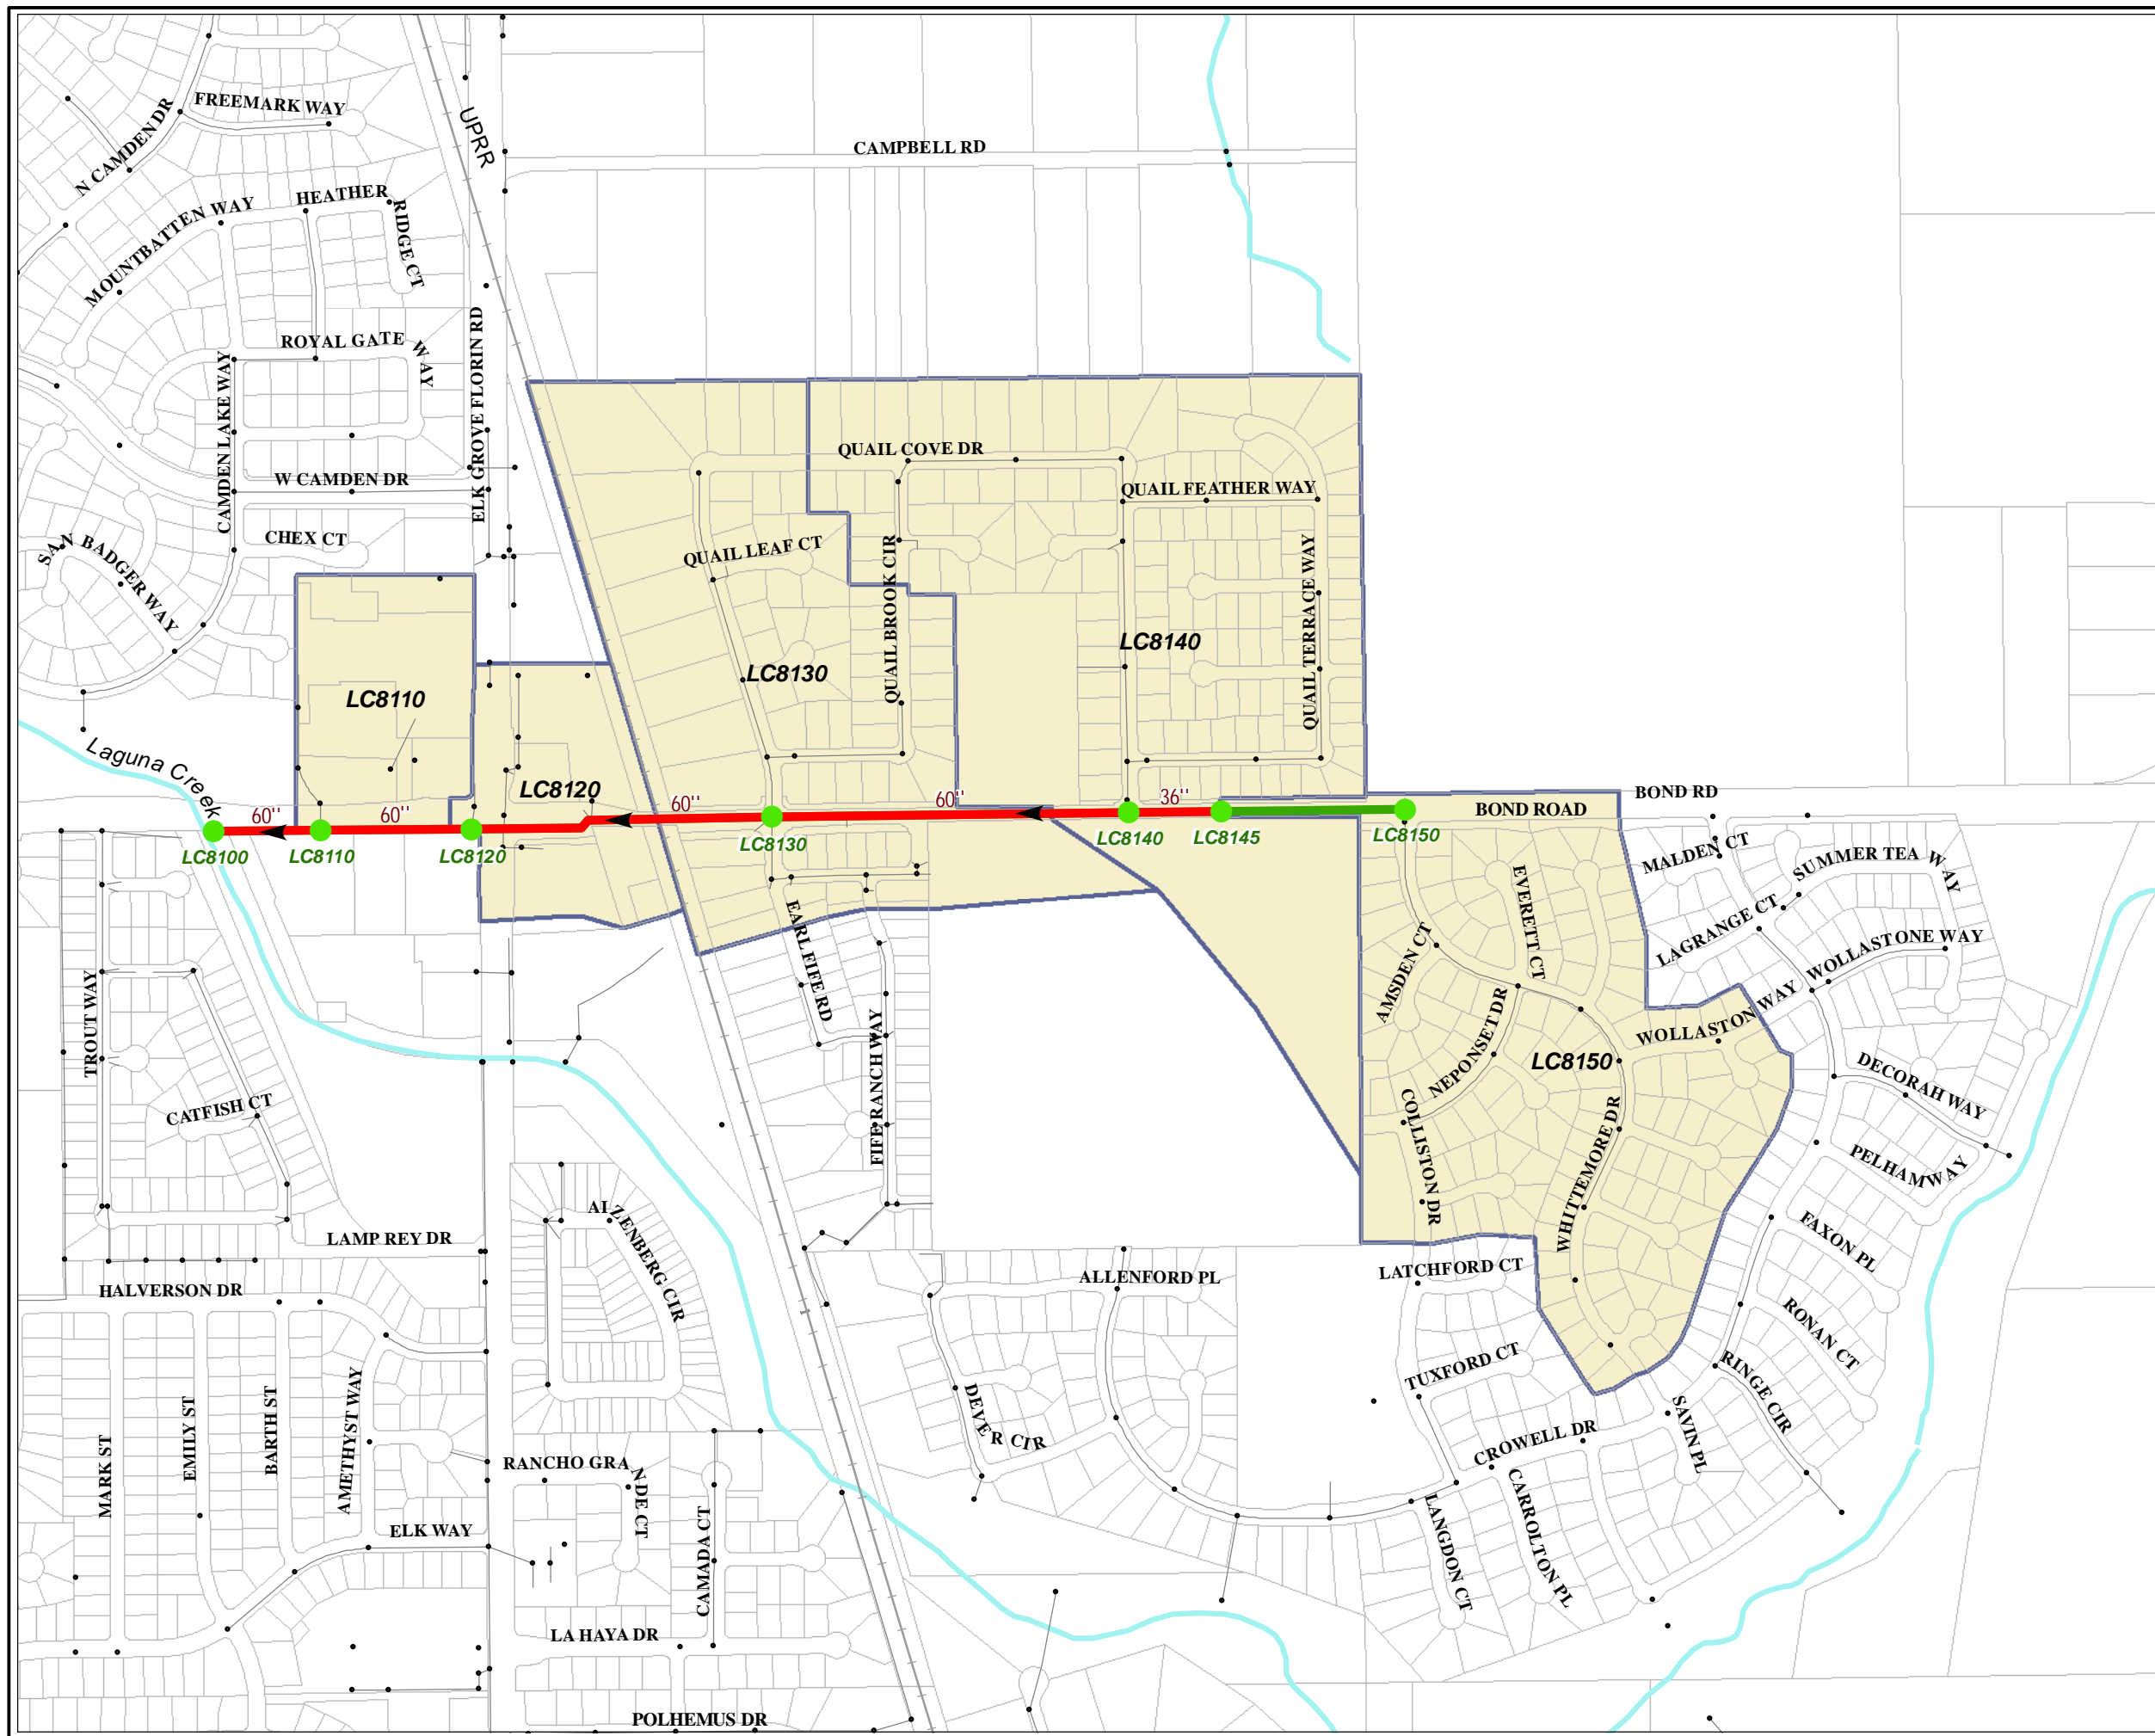 FREEMARK WAY
N CAMDEN DR
UPRR
CAMPBELL RD
HEATHER RIDGE CT
MOUNTBATTEN WAY
ROYAL GATE WAY
ELK GROVE FLORIN RD
CAMDEN LAKE WAY
W CAMDEN DR
QUAIL COVE DR
QUAIL FEATHER WAY
CHEX CT
SAN BADGER WAY
QUAIL LEAF CT
QUAIL BROOK CIR
QUAIL TERRACE WAY
LC8140
LC8130
LC8110
Laguna Creek
LC8120
60''
60''
60''
60''
36''
BOND RD
BOND ROAD
LC8100
LC8110
LC8120
LC8130
LC8140
LC8145
LC8150
MALDEN CT
SUMMER TEA WAY
EVERETT CT
LAGRANGE CT
WOLLASTONE WAY
EARLFIFE RD
AMSDEN CT
TROUT WAY
NEPONSET DR
WOLLASTON WAY
FIFE RANCH WAY
LC8150
DECORAH WAY
CATFISH CT
COLLISTON DR
WHITTEMORE DR
PELHAM WAY
AIZENBERG CIR
LAMP REY DR
FAXON PL
HALVERSON DR
ALLENFORD PL
LATCHFORD CT
RONAN CT
TUXFORD CT
RINGE CIR
MARK ST
EMILY ST
BARTH ST
AMETHYST WAY
DEVER CIR
SAVIN PL
CROWELL DR
RANCHO GRANDE CT
CAMADA CT
LANGDON CT
CARROLTON PL
ELK WAY
LA HAYA DR
POLHEMUS DR